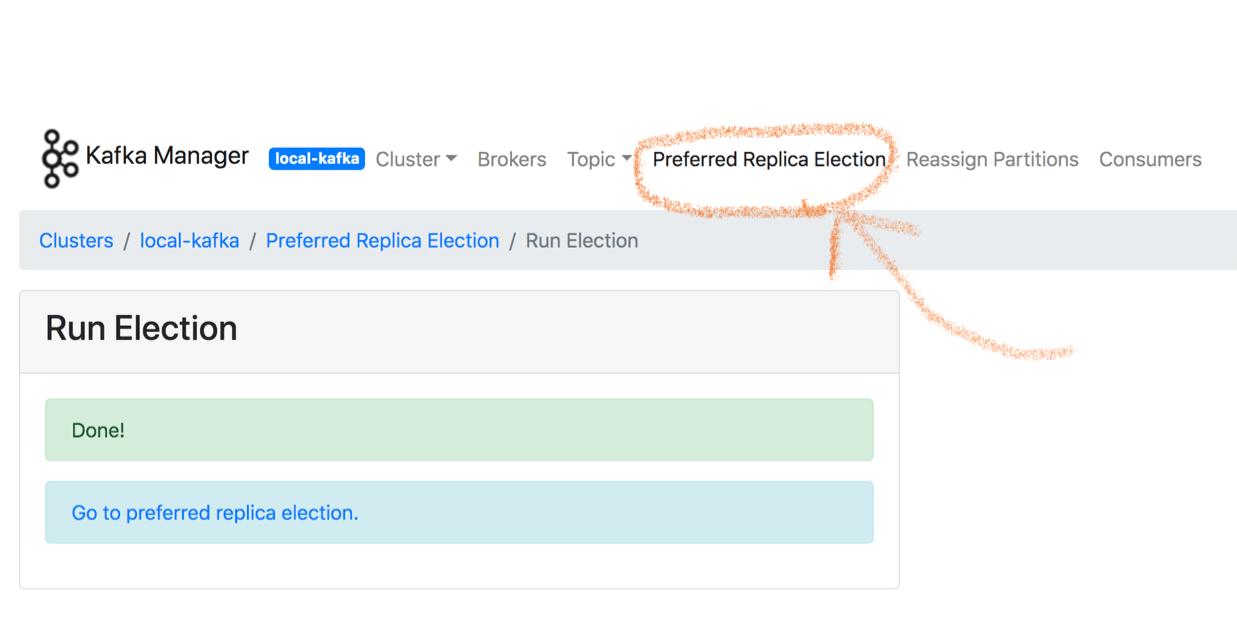 Kafka Manager local-kafka Cluster Brokers Topic Preferred Replica Election Reassign Partitions Consumers
Clusters / local-kafka / Preferred Replica Election / Run Election
Run Election
Done!
Go to preferred replica election.